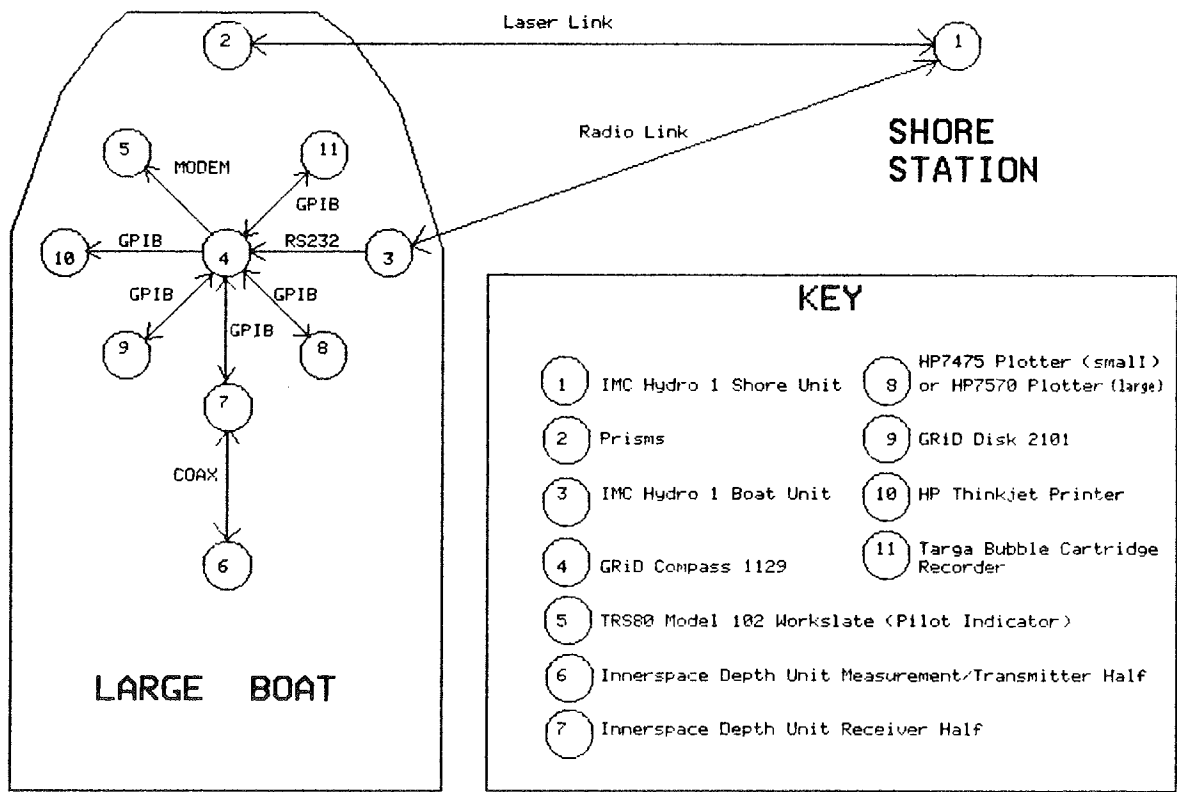 Laser Link
2
1
Radio Link
SHORE
STATION
5
MODEM
11
GPIB
10
GPIB
4
RS232
3
GPIB
GPIB
9
GPIB
8
7
COAX
6
LARGE BOAT
KEY
1 IMC Hydro 1 Shore Unit
2 Prisms
3 IMC Hydro 1 Boat Unit
4 GRiD Compass 1129
5 TRS80 Model 102 Workslate (Pilot Indicator)
6 Innerspace Depth Unit Measurement/Transmitter Half
7 Innerspace Depth Unit Receiver Half
8 HP7475 Plotter (small)
or HP7570 Plotter (large)
9 GRiD Disk 2101
10 HP Thinkjet Printer
11 Targa Bubble Cartridge
Recorder